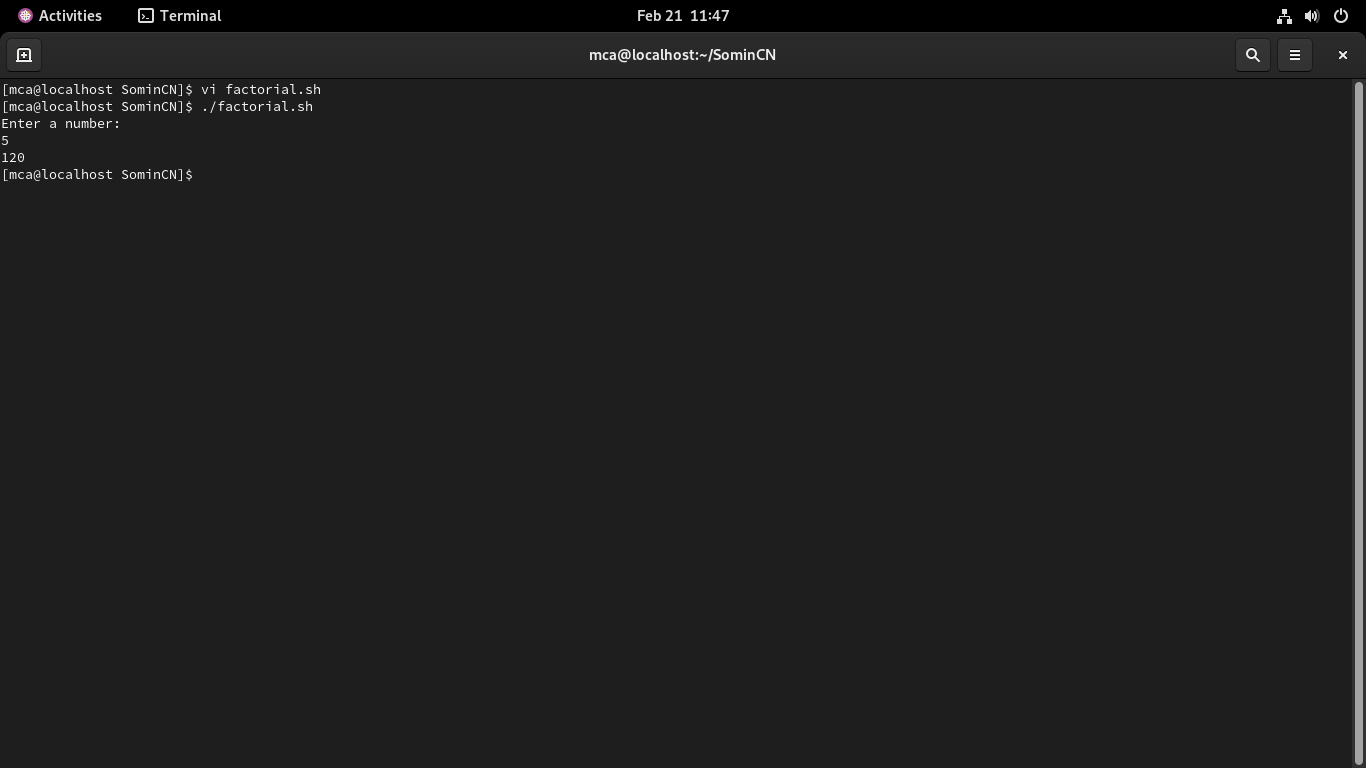 Activities Terminal Feb 21 11:47
mca@localhost:~/SominCN
[mca@localhost SominCN]$ vi factorial.sh
[mca@localhost SominCN]$ ./factorial.sh
Enter a number:
5
120
[mca@localhost SominCN]$